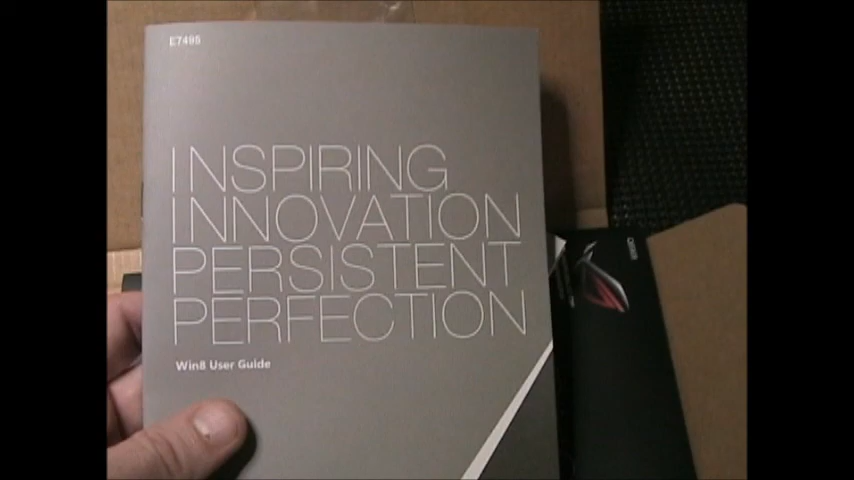 E7495
INSPIRING
INNOVATION
PERSISTENT
PERFECTION
Win8 User Guide